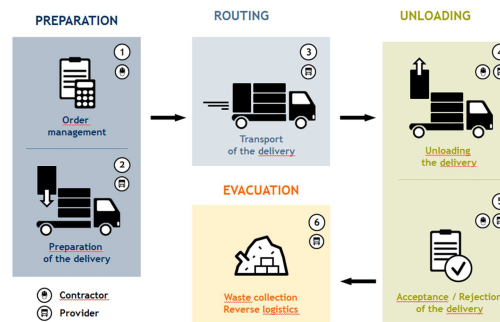 PREPARATION
1
Order
management
2
Preparation
of the delivery
Contractor
Provider
ROUTING
3
Transport
of the delivery
UNLOADING
4
Unloading
the delivery
5
Acceptance / Rejection
of the delivery
EVACUATION
6
Waste collection
Reverse logistics